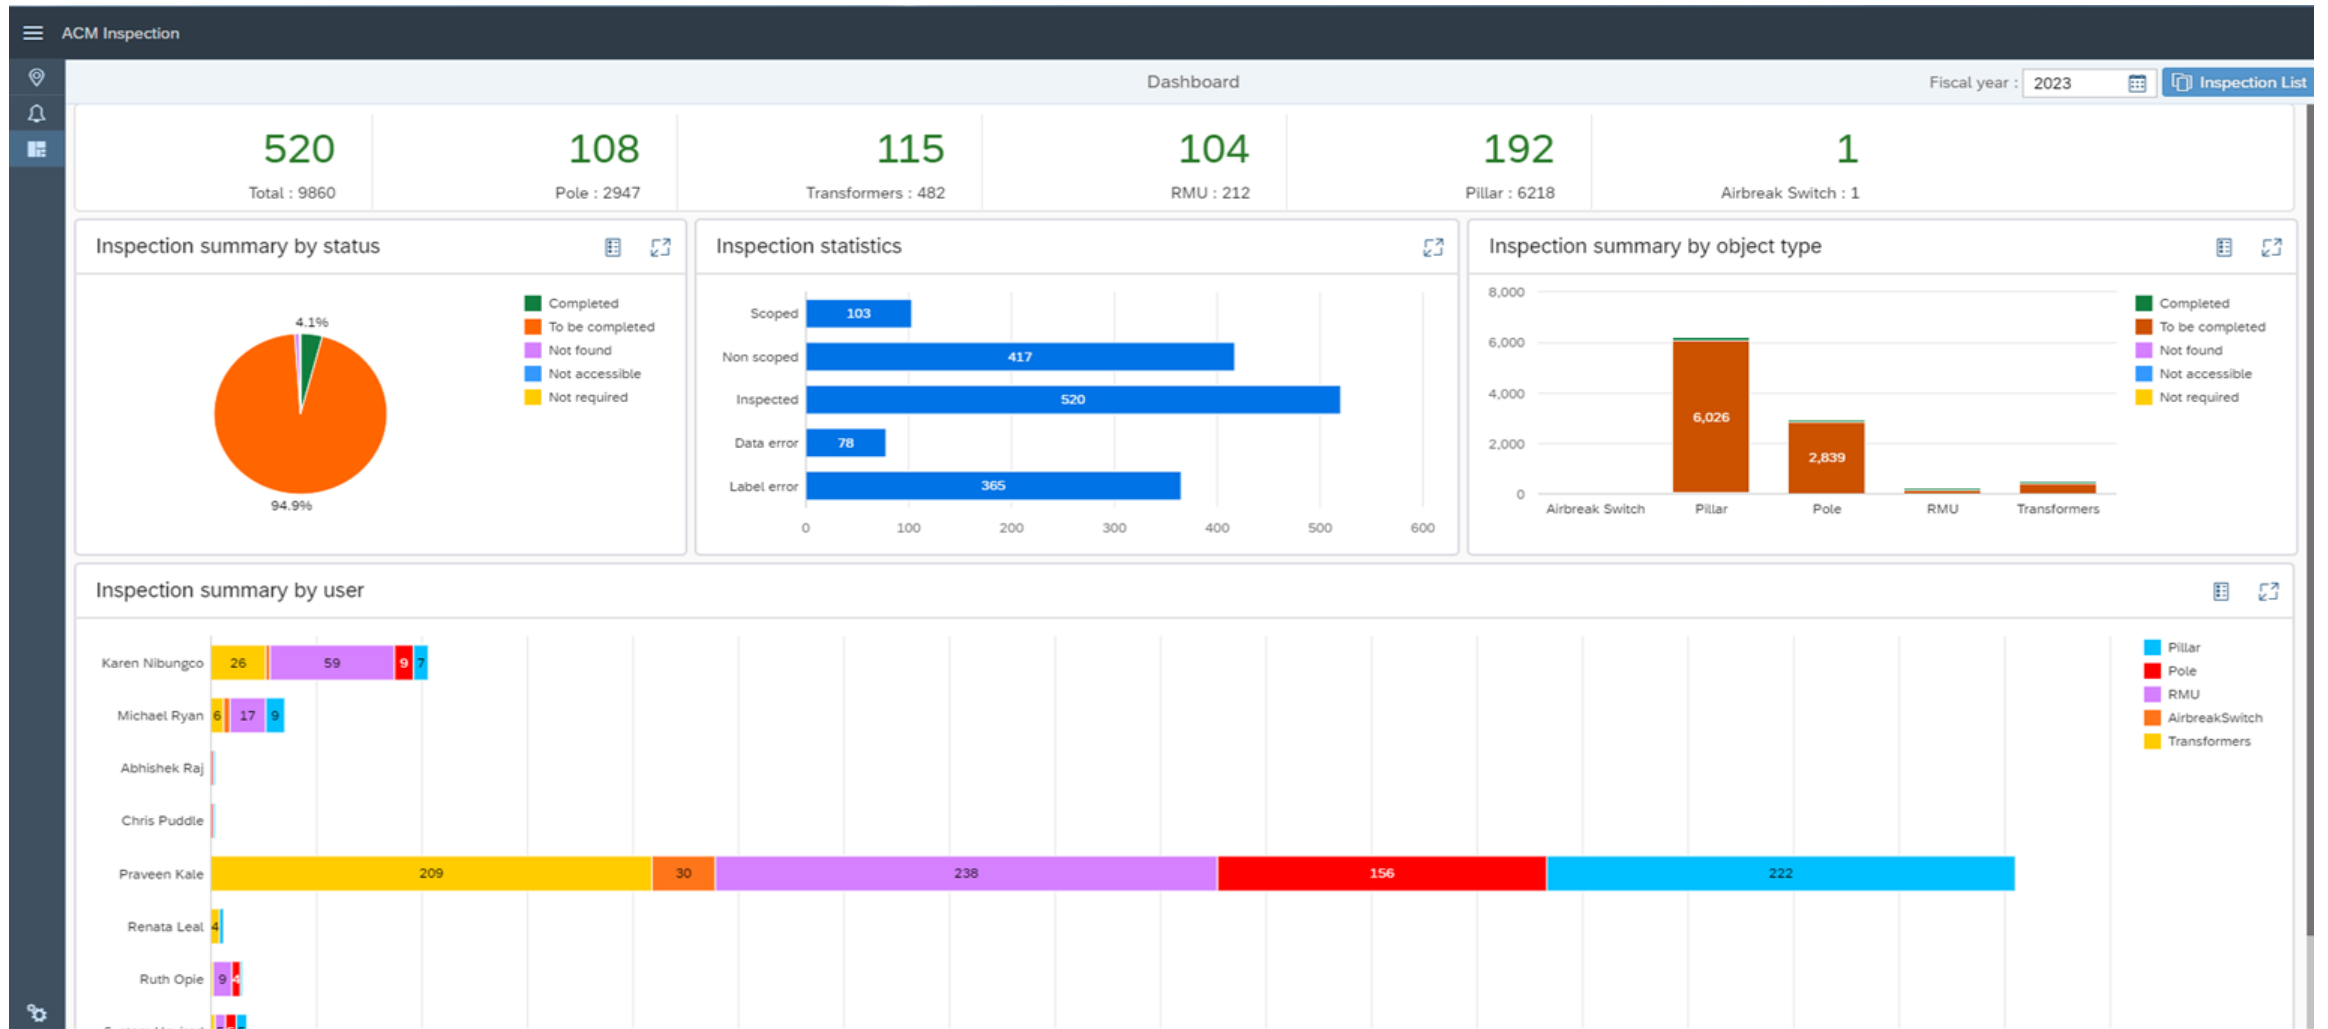 ACM Inspection
Dashboard
Fiscal year : 2023
Inspection List
520 108 115 104 192 1
Total : 9860 Pole : 2947 Transformers : 482 RMU : 212 Pillar : 6218 Airbreak Switch : 1
Inspection summary by status
4.1%
94.9%
Completed
To be completed
Not found
Not accessible
Not required
Inspection statistics
Scoped 103
Non scoped 417
Inspected 520
Data error 78
Label error 365
0 100 200 300 400 500 600
Inspection summary by object type
8,000
6,000
4,000
2,000
0
6,026
2,839
Airbreak Switch Pillar Pole RMU Transformers
Completed
To be completed
Not found
Not accessible
Not required
Inspection summary by user
Karen Nibungco 26 59 9 7
Michael Ryan 6 17 9
Abhishek Raj
Chris Puddle
Praveen Kale 209 30 238 156 222
Renata Leal 4
Ruth Opie 9 4
Pillar
Pole
RMU
AirbreakSwitch
Transformers